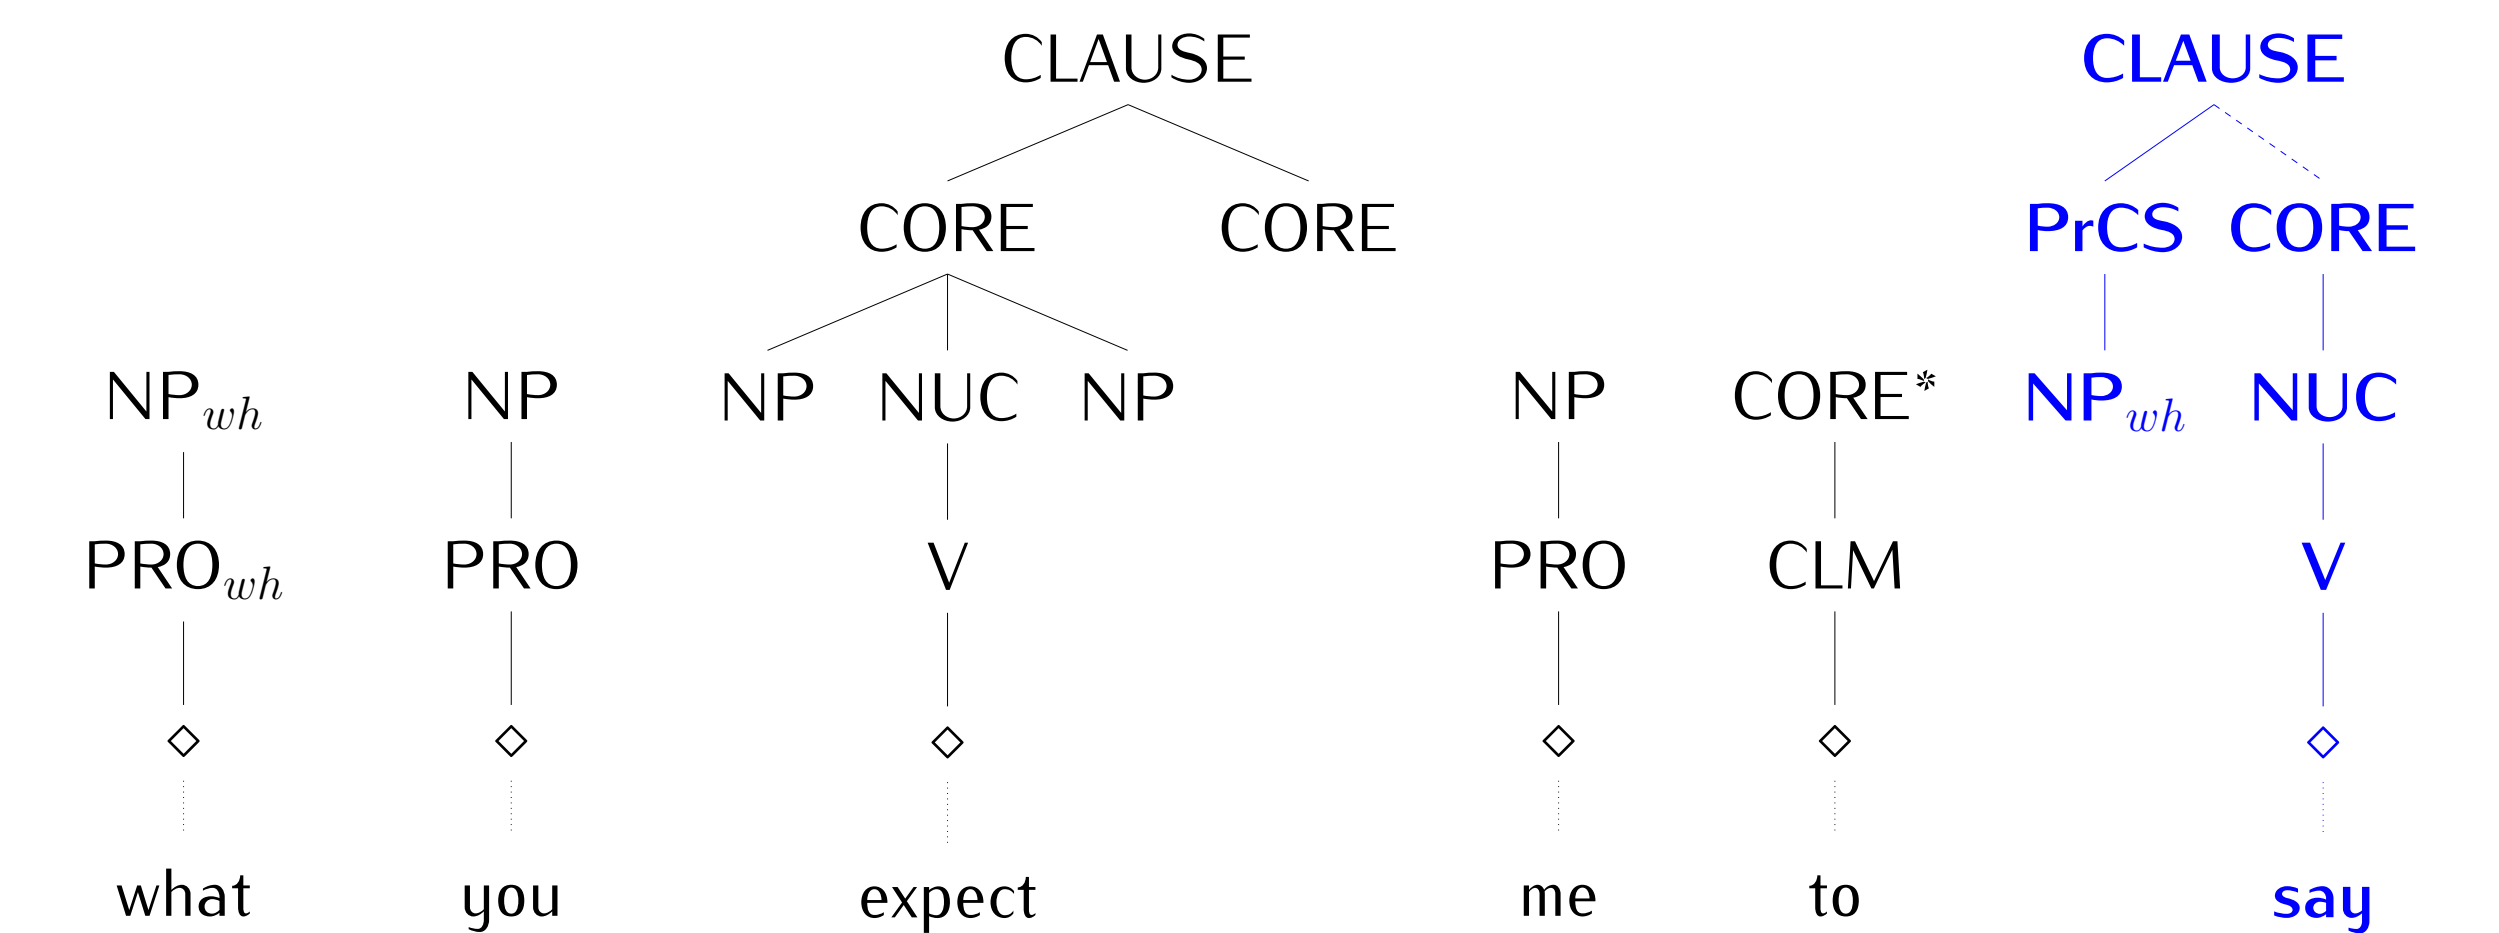 CLAUSE CLAUSE
CORE CORE PrCS CORE
NPwh NP NP NUC NP NP CORE* NPwh NUC
PROwh PRO V PRO CLM V
what you expect me to say